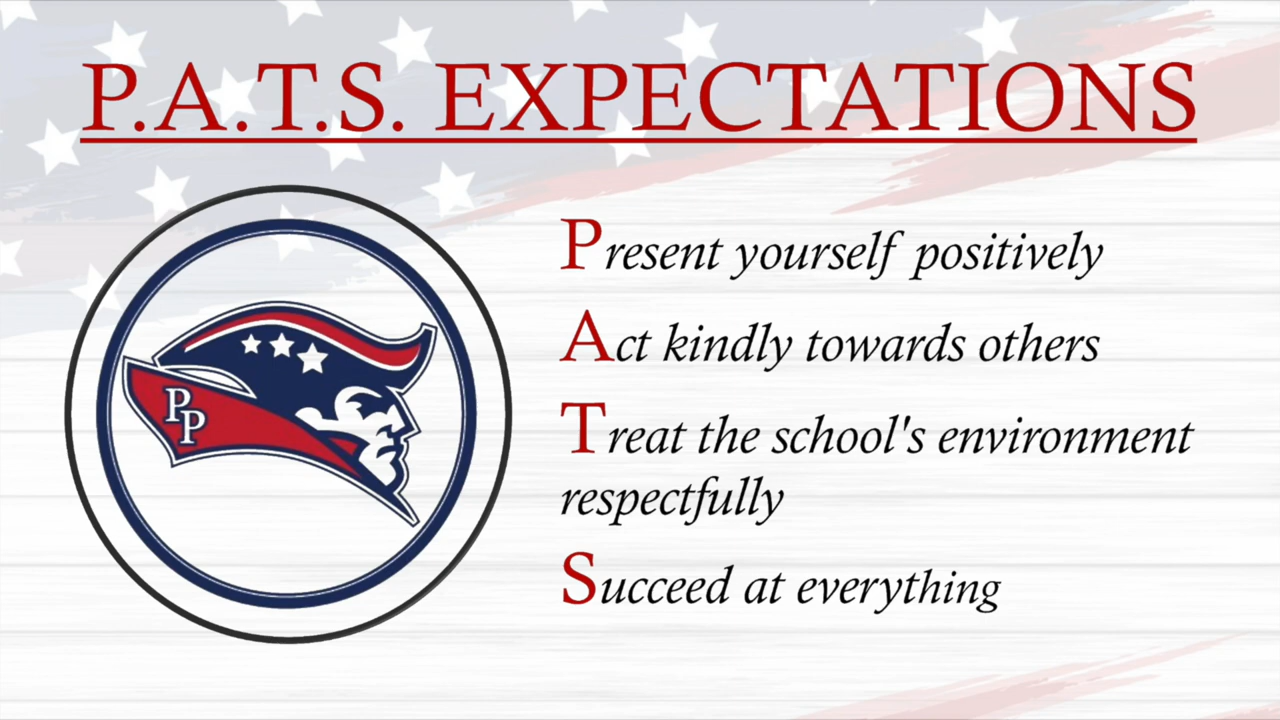 P.A.T.S. EXPECTATIONS
Present yourself positively
Act kindly towards others
Treat the school's environment
respectfully
Succeed at everything
PP